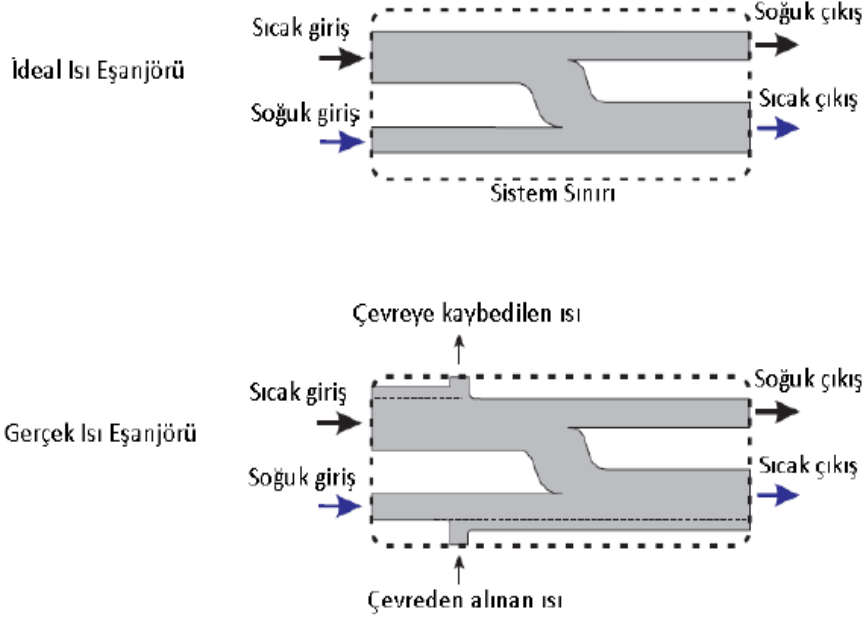 Soğuk çıkış
Sıcak giriş
İdeal Isı Eşanjörü
Sıcak çıkış
Soğuk giriş
Sistem Sınırı
Çevreye kaybedilen ısı
Soğuk çıkış
Sıcak giriş
Gerçek Isı Eşanjörü
Sıcak çıkış
Soğuk giriş
Çevreden alınan ısı